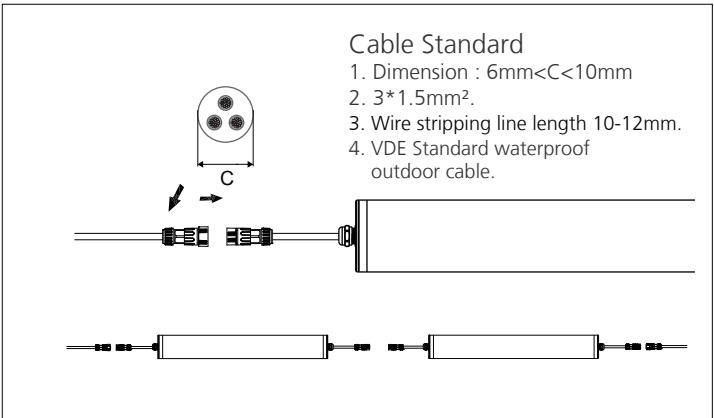 Cable Standard
1. Dimension : 6mm<C<10mm
2. 3*1.5mm².
3. Wire stripping line length 10-12mm.
4. VDE Standard waterproof
outdoor cable.
C